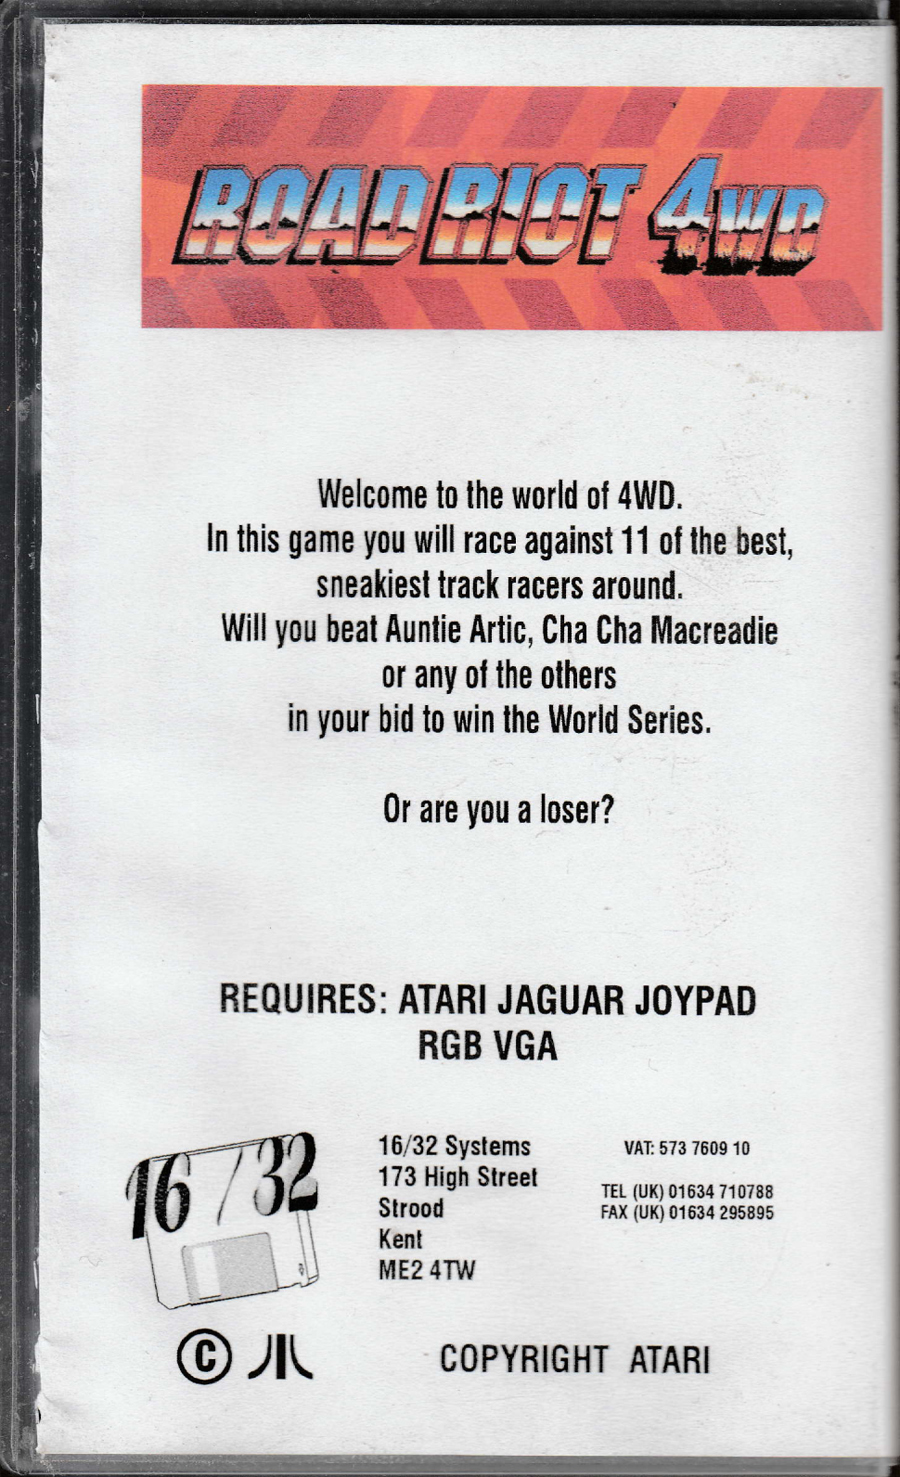 ROAD RIOT 4WD
Welcome to the world of 4WD.
In this game you will race against 11 of the best,
sneakiest track racers around.
Will you beat Auntie Artic, Cha Cha Macreadie
or any of the others
in your bid to win the World Series.
Or are you a loser?
REQUIRES: ATARI JAGUAR JOYPAD
RGB VGA
16/32
16/32 Systems
173 High Street
Strood
Kent
ME2 4TW
VAT: 573 7609 10
TEL (UK) 01634 710788
FAX (UK) 01634 295895
© COPYRIGHT ATARI